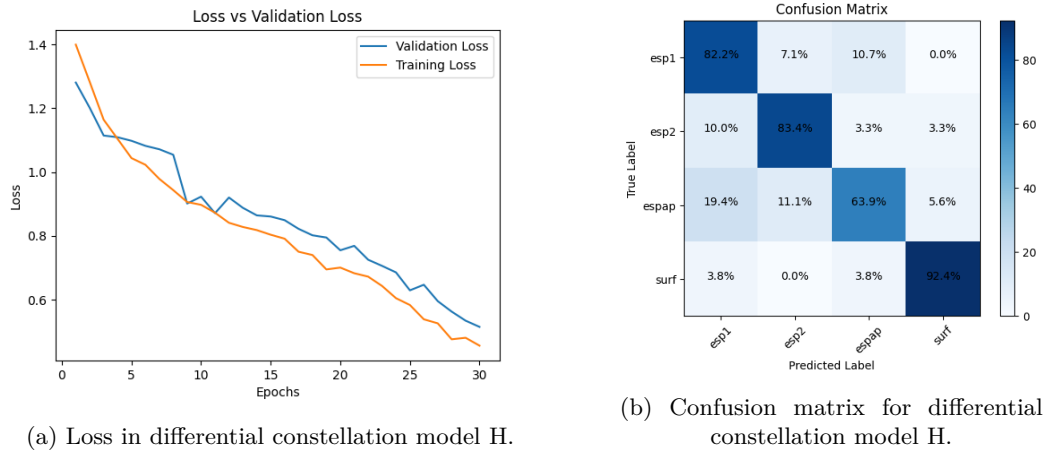 Loss vs Validation Loss
Validation Loss
Training Loss
1.4
1.2
1.0
0.8
0.6
Loss
0 5 10 15 20 25 30
Epochs
(a) Loss in differential constellation model H.
Confusion Matrix
True Label
esp1 82.2% 7.1% 10.7% 0.0%
esp2 10.0% 83.4% 3.3% 3.3%
espap 19.4% 11.1% 63.9% 5.6%
surf 3.8% 0.0% 3.8% 92.4%
esp1 esp2 espap surf
Predicted Label
80
60
40
20
0
(b) Confusion matrix for differential
constellation model H.